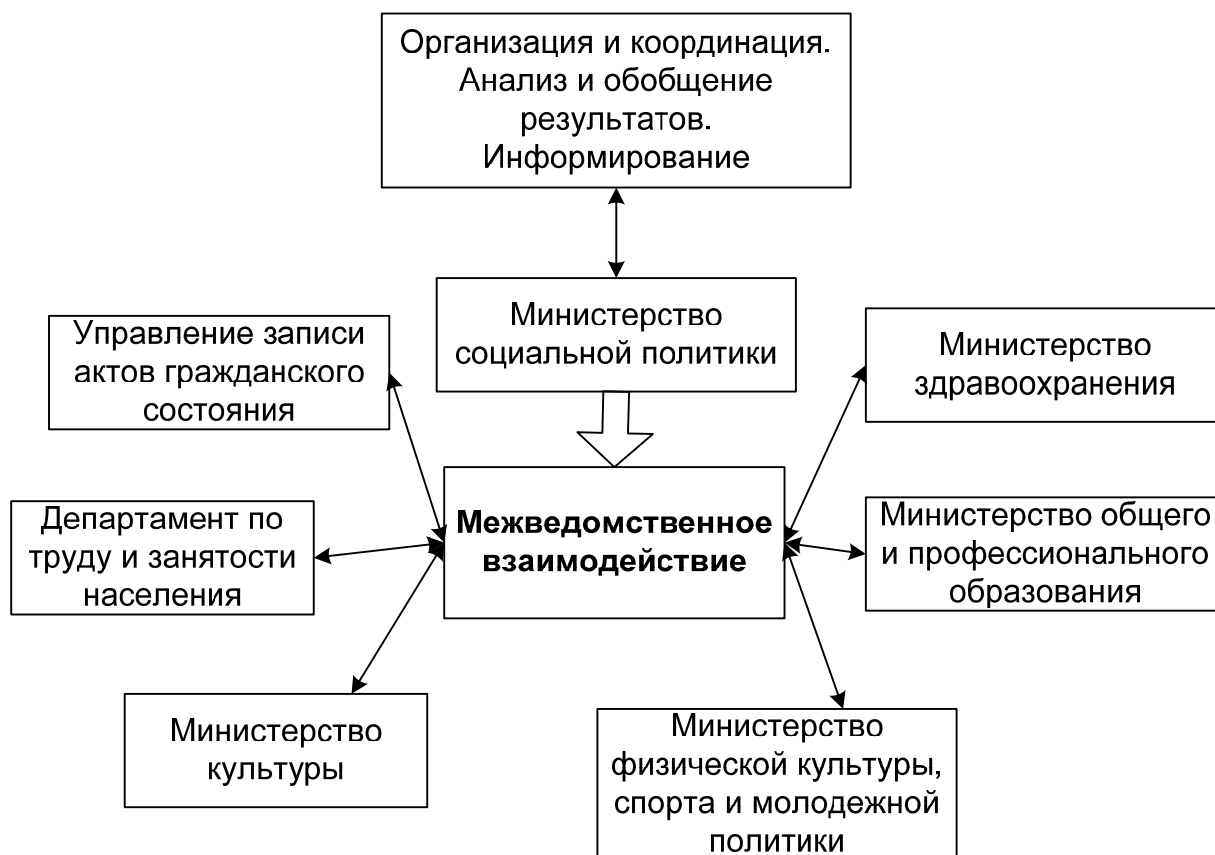 Организация и координация.
Анализ и обобщение
результатов.
Информирование
Министерство
социальной политики
Управление записи
актов гражданского
состояния
Министерство
здравоохранения
Департамент по
труду и занятости
населения
Межведомственное
взаимодействие
Министерство общего
и профессионального
образования
Министерство
культуры
Министерство
физической культуры,
спорта и молодежной
политики